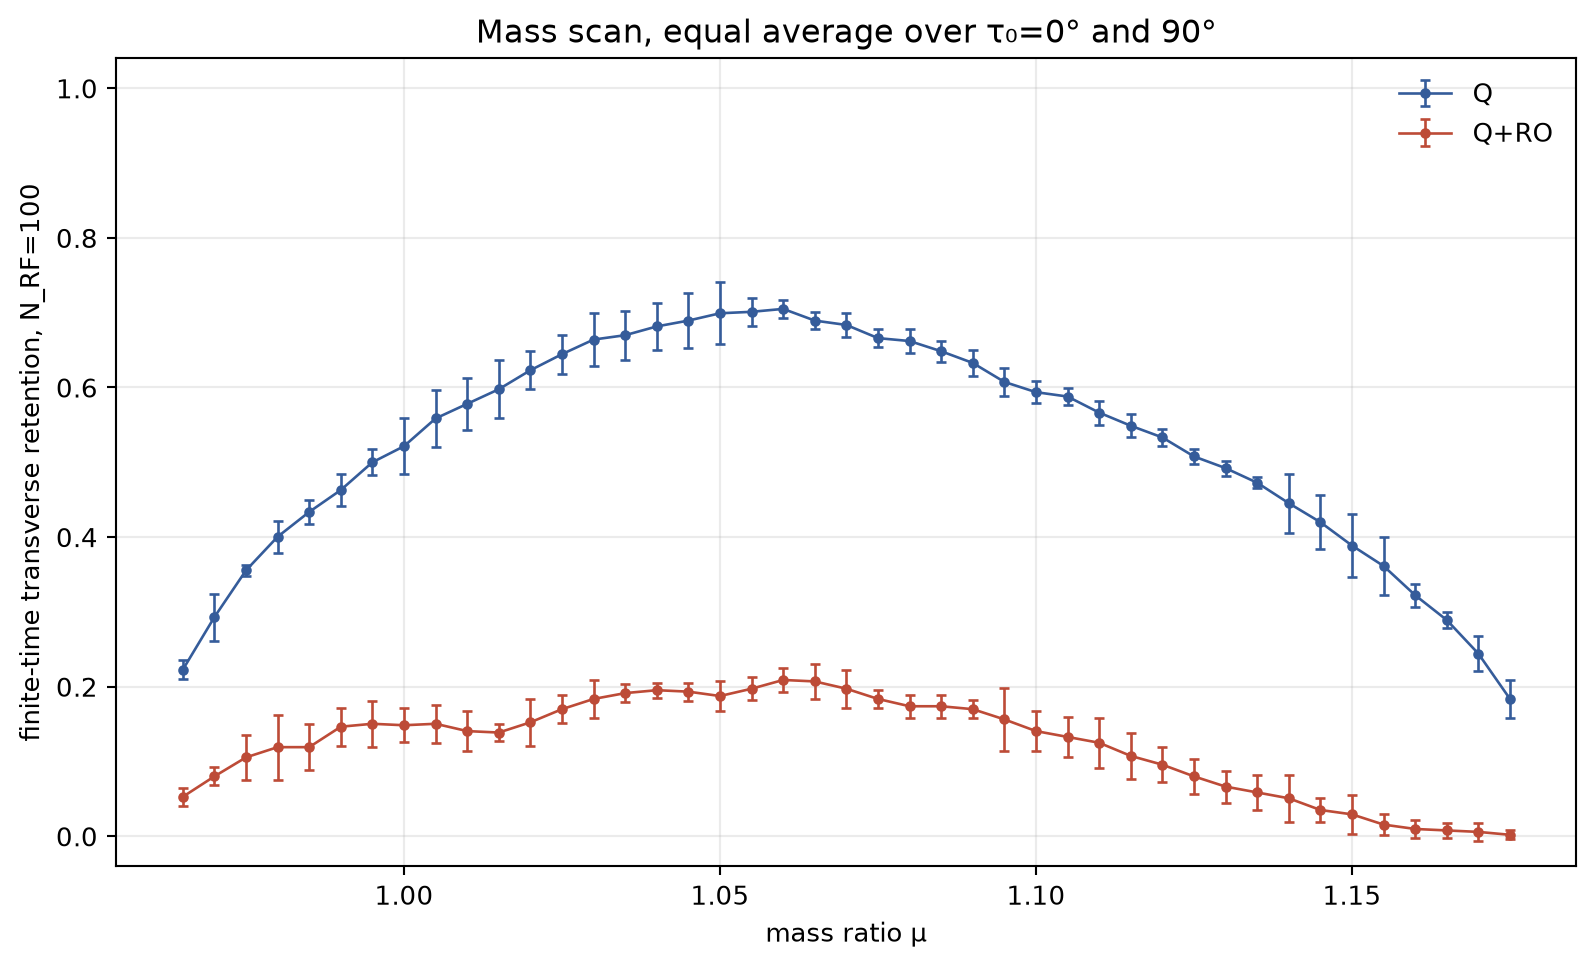 Mass scan, equal average over τ₀=0° and 90°
Q
Q+RO
finite-time transverse retention, N_RF=100
1.0
0.8
0.6
0.4
0.2
0.0
1.00
1.05
1.10
1.15
mass ratio μ